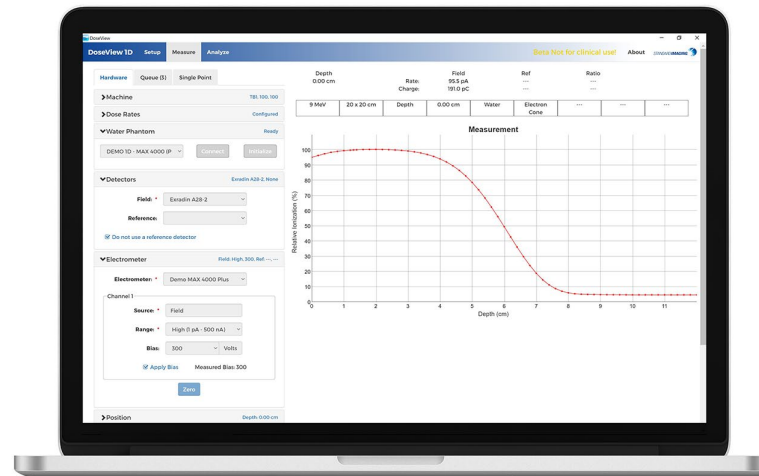 DoseView
DoseView 1D Setup Measure Analyze Beta Not for clinical use! About STANDARD IMAGING
Hardware Queue (5) Single Point
Machine TB1, 100, 100
Dose Rates Configured
Water Phantom Ready
DEMO 1D - MAX 4000 (P Connect Initialize
Detectors Exradin A28-2, None
Field: * Exradin A28-2
Reference:
Do not use a reference detector
Electrometer Field: High, 300, Ref: ---, ---
Electrometer: * Demo MAX 4000 Plus
Channel 1
Source: * Field
Range: * High (1 pA - 500 nA)
Bias: 300 Volts
Apply Bias Measured Bias: 300
Zero
Position Depth: 0.00 cm
Depth Field Ref Ratio
0.00 cm Rate: 95.5 pA --- ---
Charge: 191.0 pC --- ---
9 MeV 20 x 20 cm Depth 0.00 cm Water Electron Cone --- --- ---
Measurement
Relative Ionization (%)
100
90
80
70
60
50
40
30
20
10
0
0 1 2 3 4 5 6 7 8 9 10 11
Depth (cm)